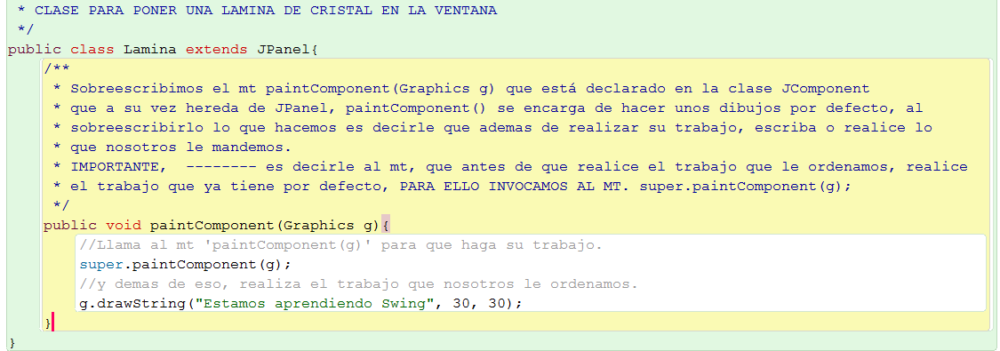 * CLASE PARA PONER UNA LAMINA DE CRISTAL EN LA VENTANA
*/
public class Lamina extends JPanel{
/**
* Sobreescribimos el mt paintComponent(Graphics g) que está declarado en la clase JComponent
* que a su vez hereda de JPanel, paintComponent() se encarga de hacer unos dibujos por defecto, al
* sobreescribirlo lo que hacemos es decirle que ademas de realizar su trabajo, escriba o realice lo
* que nosotros le mandemos.
* IMPORTANTE,  -------- es decirle al mt, que antes de que realice el trabajo que le ordenamos, realice
* el trabajo que ya tiene por defecto, PARA ELLO INVOCAMOS AL MT. super.paintComponent(g);
*/
public void paintComponent(Graphics g){
//Llama al mt 'paintComponent(g)' para que haga su trabajo.
super.paintComponent(g);
//y demas de eso, realiza el trabajo que nosotros le ordenamos.
g.drawString("Estamos aprendiendo Swing", 30, 30);
}
}